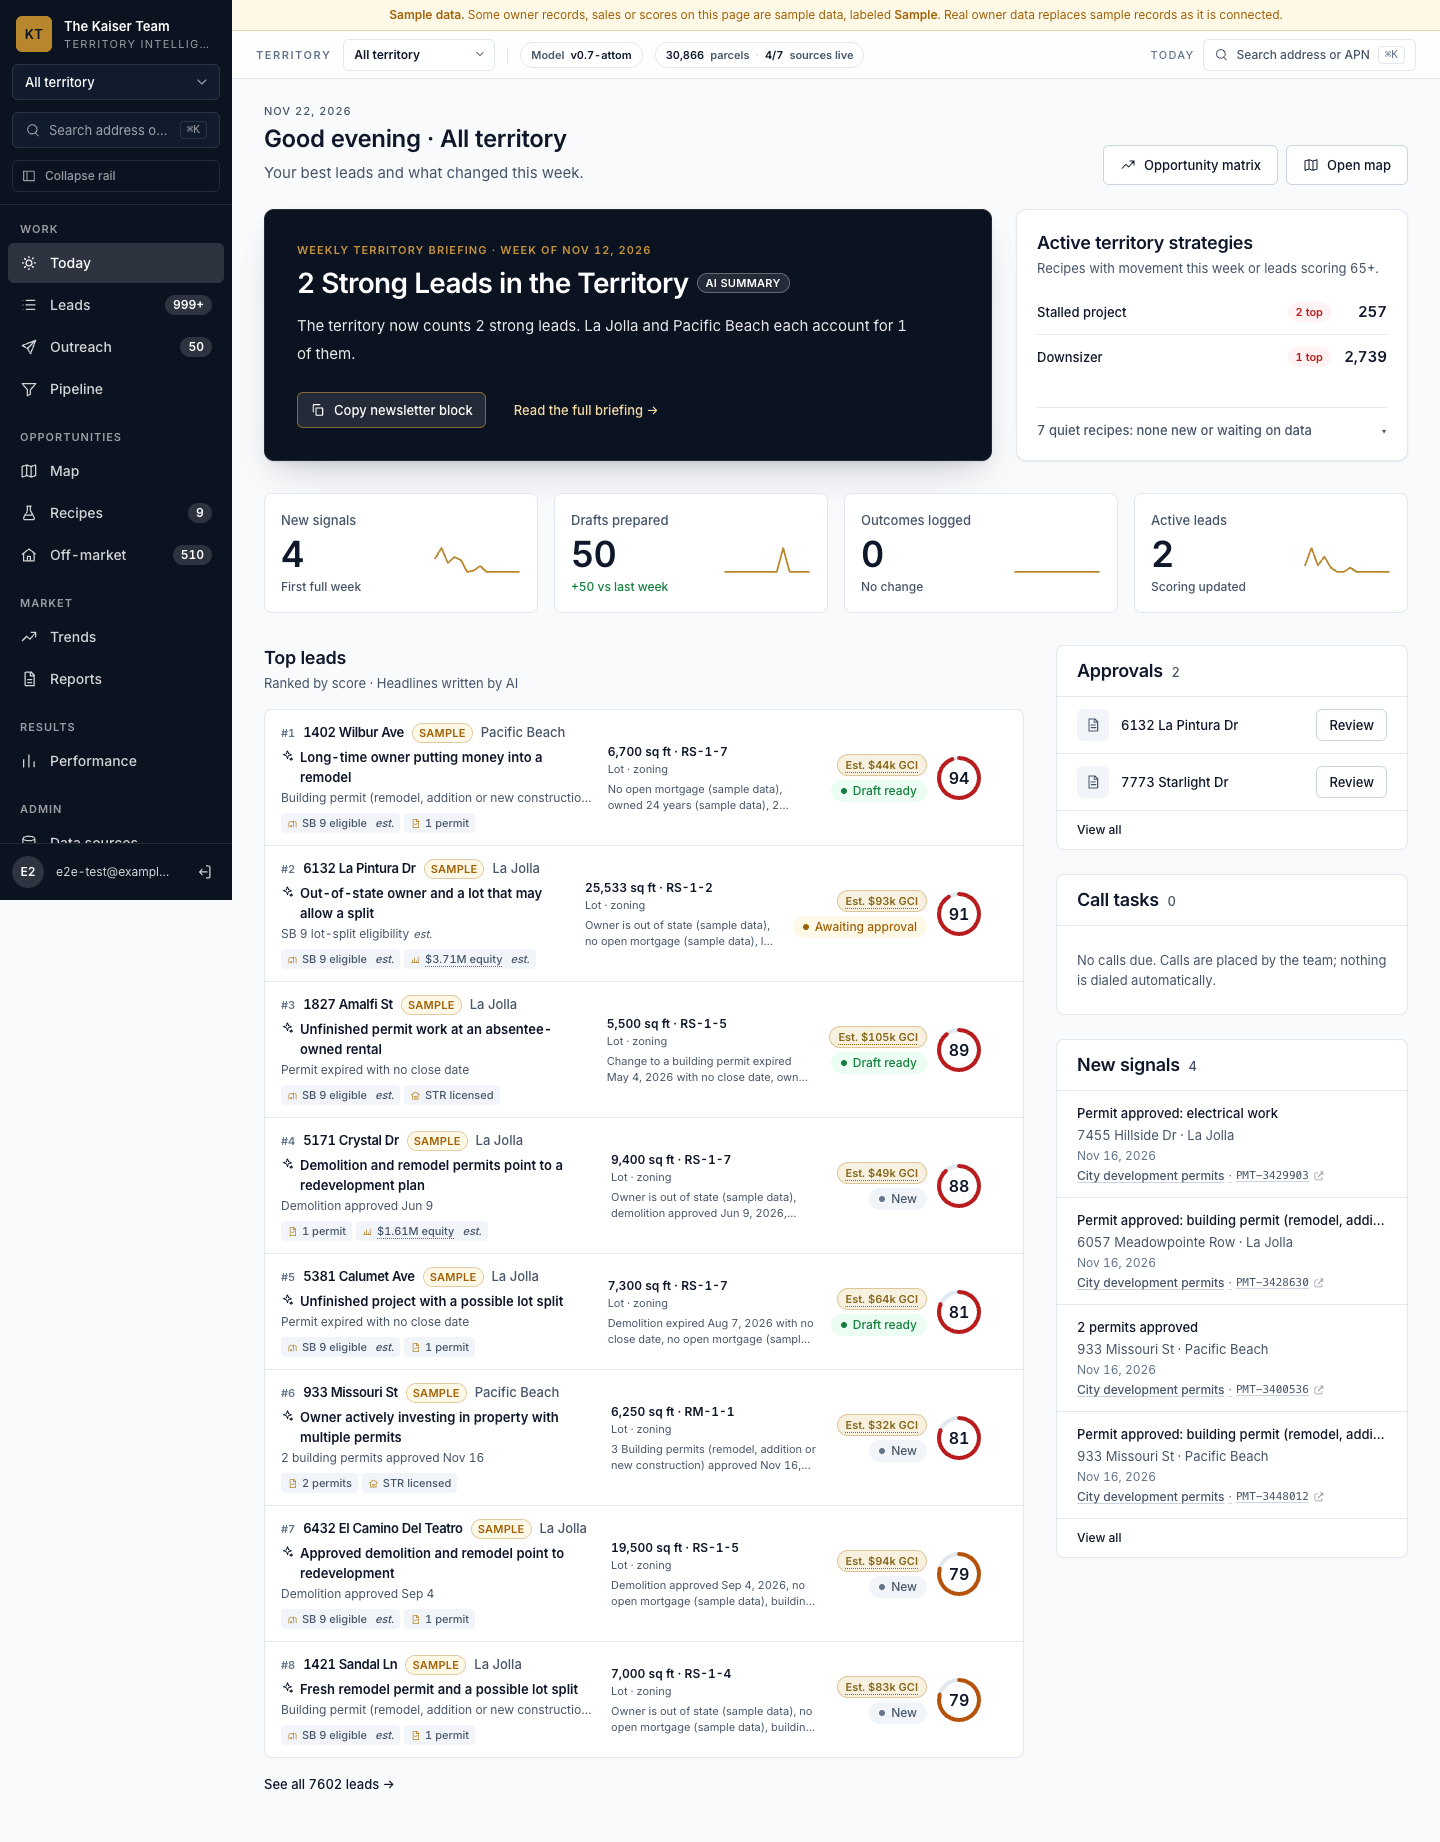 KT
The Kaiser Team
TERRITORY INTELLIG...
All territory
Search address o... ⌘K
Collapse rail
WORK
Today
Leads 999+
Outreach 50
Pipeline
OPPORTUNITIES
Map
Recipes 9
Off-market 510
MARKET
Trends
Reports
RESULTS
Performance
ADMIN
Data sources
E2 e2e-test@exampl...
Sample data. Some owner records, sales or scores on this page are sample data, labeled Sample. Real owner data replaces sample records as it is connected.
TERRITORY All territory Model v0.7-attom 30,866 parcels · 4/7 sources live TODAY Search address or APN ⌘K
NOV 22, 2026
Good evening · All territory
Your best leads and what changed this week.
Opportunity matrix
Open map
WEEKLY TERRITORY BRIEFING · WEEK OF NOV 12, 2026
2 Strong Leads in the Territory AI SUMMARY
The territory now counts 2 strong leads. La Jolla and Pacific Beach each account for 1
of them.
Copy newsletter block
Read the full briefing →
Active territory strategies
Recipes with movement this week or leads scoring 65+.
Stalled project 2 top 257
Downsizer 1 top 2,739
7 quiet recipes: none new or waiting on data
New signals
4
First full week
Drafts prepared
50
+50 vs last week
Outcomes logged
0
No change
Active leads
2
Scoring updated
Top leads
Ranked by score · Headlines written by AI
#1 1402 Wilbur Ave SAMPLE Pacific Beach
Long-time owner putting money into a
remodel
Building permit (remodel, addition or new constructio...
SB 9 eligible est. 1 permit
6,700 sq ft · RS-1-7
Lot · zoning
No open mortgage (sample data),
owned 24 years (sample data), 2...
Est. $44k GCI
Draft ready
94
#2 6132 La Pintura Dr SAMPLE La Jolla
Out-of-state owner and a lot that may
allow a split
SB 9 lot-split eligibility est.
SB 9 eligible est. $3.71M equity est.
25,533 sq ft · RS-1-2
Lot · zoning
Owner is out of state (sample data),
no open mortgage (sample data), l...
Est. $93k GCI
Awaiting approval
91
#3 1827 Amalfi St SAMPLE La Jolla
Unfinished permit work at an absentee-
owned rental
Permit expired with no close date
SB 9 eligible est. STR licensed
5,500 sq ft · RS-1-5
Lot · zoning
Change to a building permit expired
May 4, 2026 with no close date, own...
Est. $105k GCI
Draft ready
89
#4 5171 Crystal Dr SAMPLE La Jolla
Demolition and remodel permits point to a
redevelopment plan
Demolition approved Jun 9
1 permit $1.61M equity est.
9,400 sq ft · RS-1-7
Lot · zoning
Owner is out of state (sample data),
demolition approved Jun 9, 2026,...
Est. $49k GCI
New
88
#5 5381 Calumet Ave SAMPLE La Jolla
Unfinished project with a possible lot split
Permit expired with no close date
SB 9 eligible est. 1 permit
7,300 sq ft · RS-1-7
Lot · zoning
Demolition expired Aug 7, 2026 with no
close date, no open mortgage (sampl...
Est. $64k GCI
Draft ready
81
#6 933 Missouri St SAMPLE Pacific Beach
Owner actively investing in property with
multiple permits
2 building permits approved Nov 16
2 permits STR licensed
6,250 sq ft · RM-1-1
Lot · zoning
3 Building permits (remodel, addition or
new construction) approved Nov 16,...
Est. $32k GCI
New
81
#7 6432 El Camino Del Teatro SAMPLE La Jolla
Approved demolition and remodel point to
redevelopment
Demolition approved Sep 4
SB 9 eligible est. 1 permit
19,500 sq ft · RS-1-5
Lot · zoning
Demolition approved Sep 4, 2026, no
open mortgage (sample data), buildin...
Est. $94k GCI
New
79
#8 1421 Sandal Ln SAMPLE La Jolla
Fresh remodel permit and a possible lot split
Building permit (remodel, addition or new constructio...
SB 9 eligible est. 1 permit
7,000 sq ft · RS-1-4
Lot · zoning
Owner is out of state (sample data), no
open mortgage (sample data), buildin...
Est. $83k GCI
New
79
See all 7602 leads →
Approvals 2
6132 La Pintura Dr Review
7773 Starlight Dr Review
View all
Call tasks 0
No calls due. Calls are placed by the team; nothing
is dialed automatically.
New signals 4
Permit approved: electrical work
7455 Hillside Dr · La Jolla
Nov 16, 2026
City development permits · PMT-3429903
Permit approved: building permit (remodel, addi...
6057 Meadowpointe Row · La Jolla
Nov 16, 2026
City development permits · PMT-3428630
2 permits approved
933 Missouri St · Pacific Beach
Nov 16, 2026
City development permits · PMT-3400536
Permit approved: building permit (remodel, addi...
933 Missouri St · Pacific Beach
Nov 16, 2026
City development permits · PMT-3448012
View all